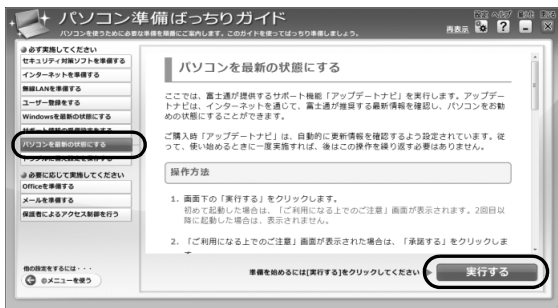 パソコン準備ばっちりガイド
パソコンを使うために必要な準備を順番にご案内します。このガイドを使ってばっちり準備しましょう。
再表示 設定 ヘルプ 最小化 閉じる
必ず実施してください
セキュリティ対策ソフトを準備する
インターネットを準備する
無線LANを準備する
ユーザー登録をする
Windowsを最新の状態にする
パソコンを最新の状態にする
必要に応じて実施してください
Officeを準備する
メールを準備する
保護者によるアクセス制御を行う
他の設定をするには・・・
@メニューを使う
パソコンを最新の状態にする
ここでは、富士通が提供するサポート機能「アップデートナビ」を実行します。アップデー
トナビは、インターネットを通じて、富士通が推奨する最新情報を確認し、パソコンをお勧
めの状態にすることができます。
ご購入時「アップデートナビ」は、自動的に更新情報を確認するよう設定されています。従
って、使い始めるときに一度実施すれば、後はこの操作を繰り返す必要はありません。
操作方法
1. 画面下の「実行する」をクリックします。
初めて起動した場合は、「ご利用になる上でのご注意」画面が表示されます。2回目以
降に起動した場合は、表示されません。
2. 「ご利用になる上でのご注意」画面が表示された場合は、「承諾する」をクリックしま
準備を始めるには[実行する]をクリックしてください
実行する